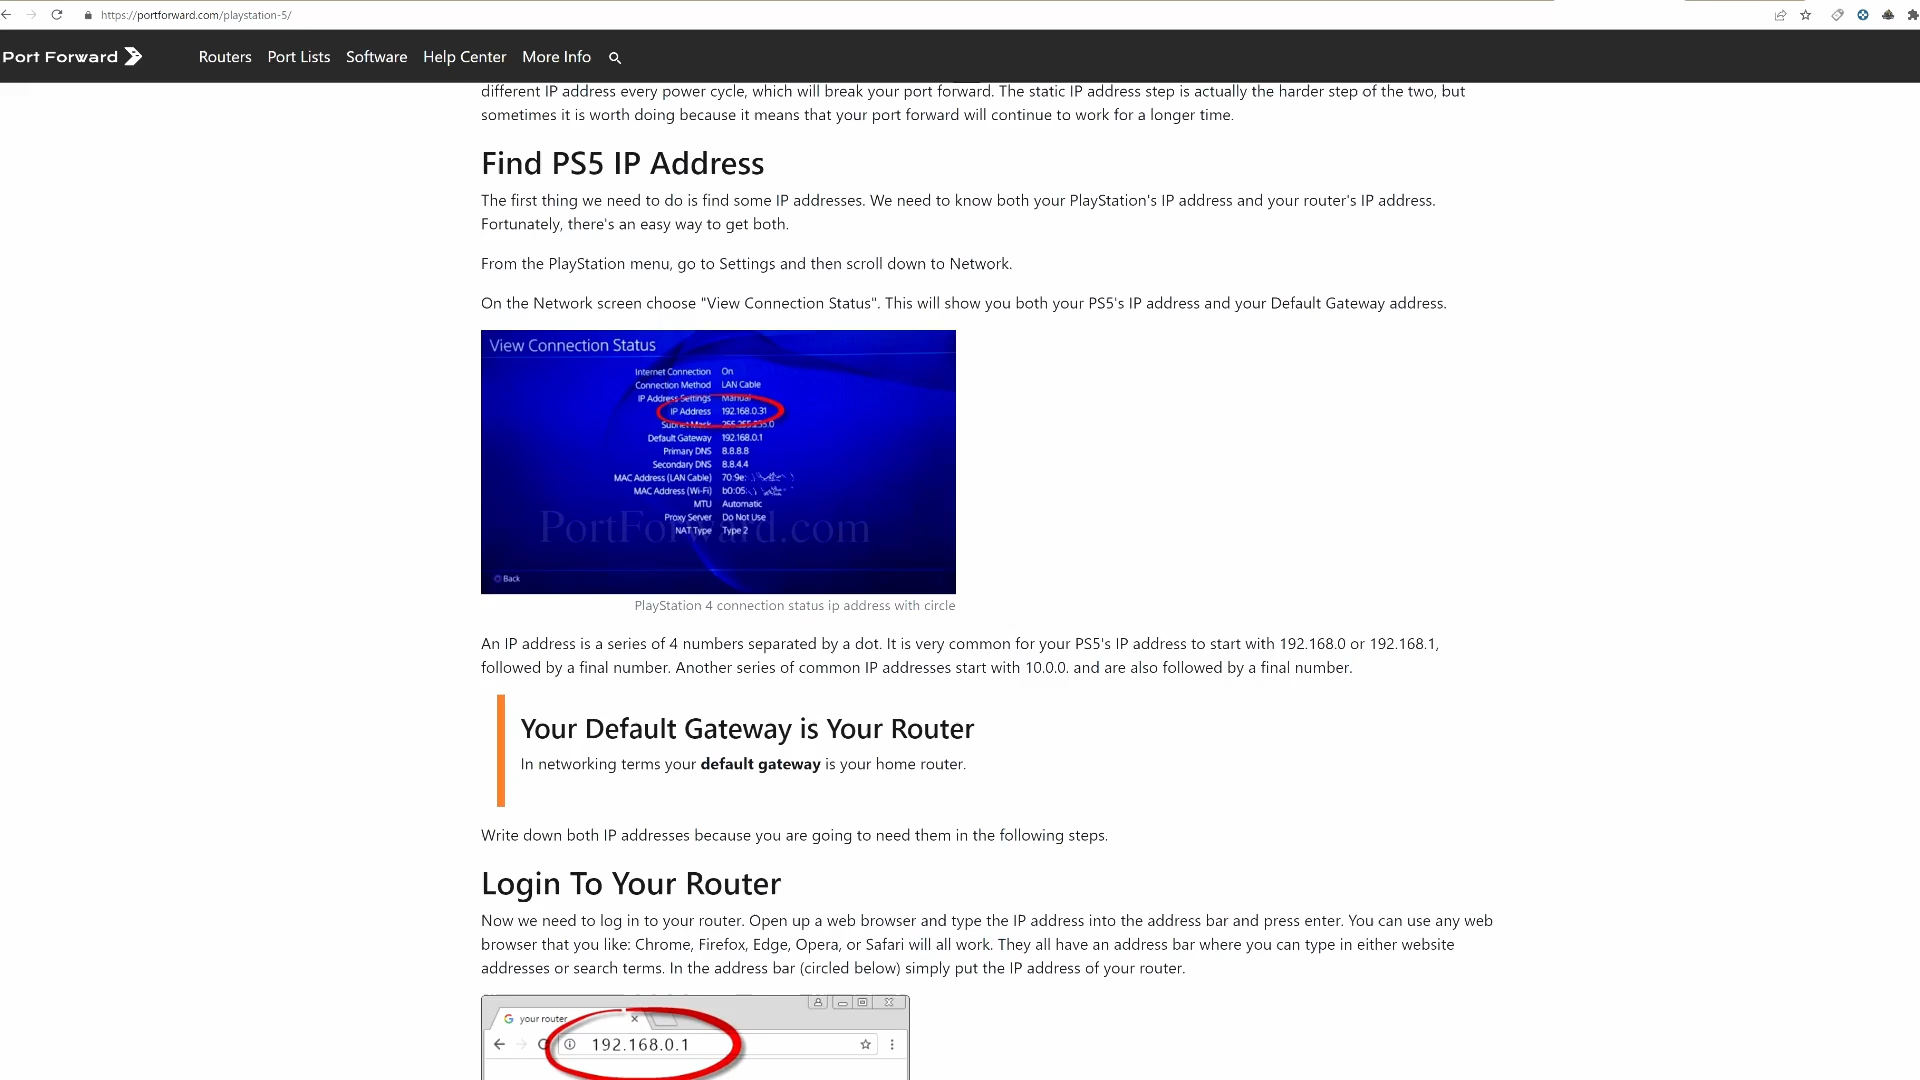 https://portforward.com/playstation-5/
Port Forward
Routers Port Lists Software Help Center More Info
different IP address every power cycle, which will break your port forward. The static IP address step is actually the harder step of the two, but
sometimes it is worth doing because it means that your port forward will continue to work for a longer time.
Find PS5 IP Address
The first thing we need to do is find some IP addresses. We need to know both your PlayStation's IP address and your router's IP address.
Fortunately, there's an easy way to get both.
From the PlayStation menu, go to Settings and then scroll down to Network.
On the Network screen choose "View Connection Status". This will show you both your PS5's IP address and your Default Gateway address.
View Connection Status
Internet Connection On
Connection Method LAN Cable
IP Address Settings Manual
IP Address 192.168.0.31
Subnet Mask 255.255.255.0
Default Gateway 192.168.0.1
Primary DNS 8.8.8.8
Secondary DNS 8.8.4.4
MAC Address (LAN Cable) 70:9e:
MAC Address (Wi-Fi) b0:05:
MTU Automatic
Proxy Server Do Not Use
PortForward.com
NAT Type Type 2
Back
PlayStation 4 connection status ip address with circle
An IP address is a series of 4 numbers separated by a dot. It is very common for your PS5's IP address to start with 192.168.0 or 192.168.1,
followed by a final number. Another series of common IP addresses start with 10.0.0. and are also followed by a final number.
Your Default Gateway is Your Router
In networking terms your default gateway is your home router.
Write down both IP addresses because you are going to need them in the following steps.
Login To Your Router
Now we need to log in to your router. Open up a web browser and type the IP address into the address bar and press enter. You can use any web
browser that you like: Chrome, Firefox, Edge, Opera, or Safari will all work. They all have an address bar where you can type in either website
addresses or search terms. In the address bar (circled below) simply put the IP address of your router.
your router
192.168.0.1